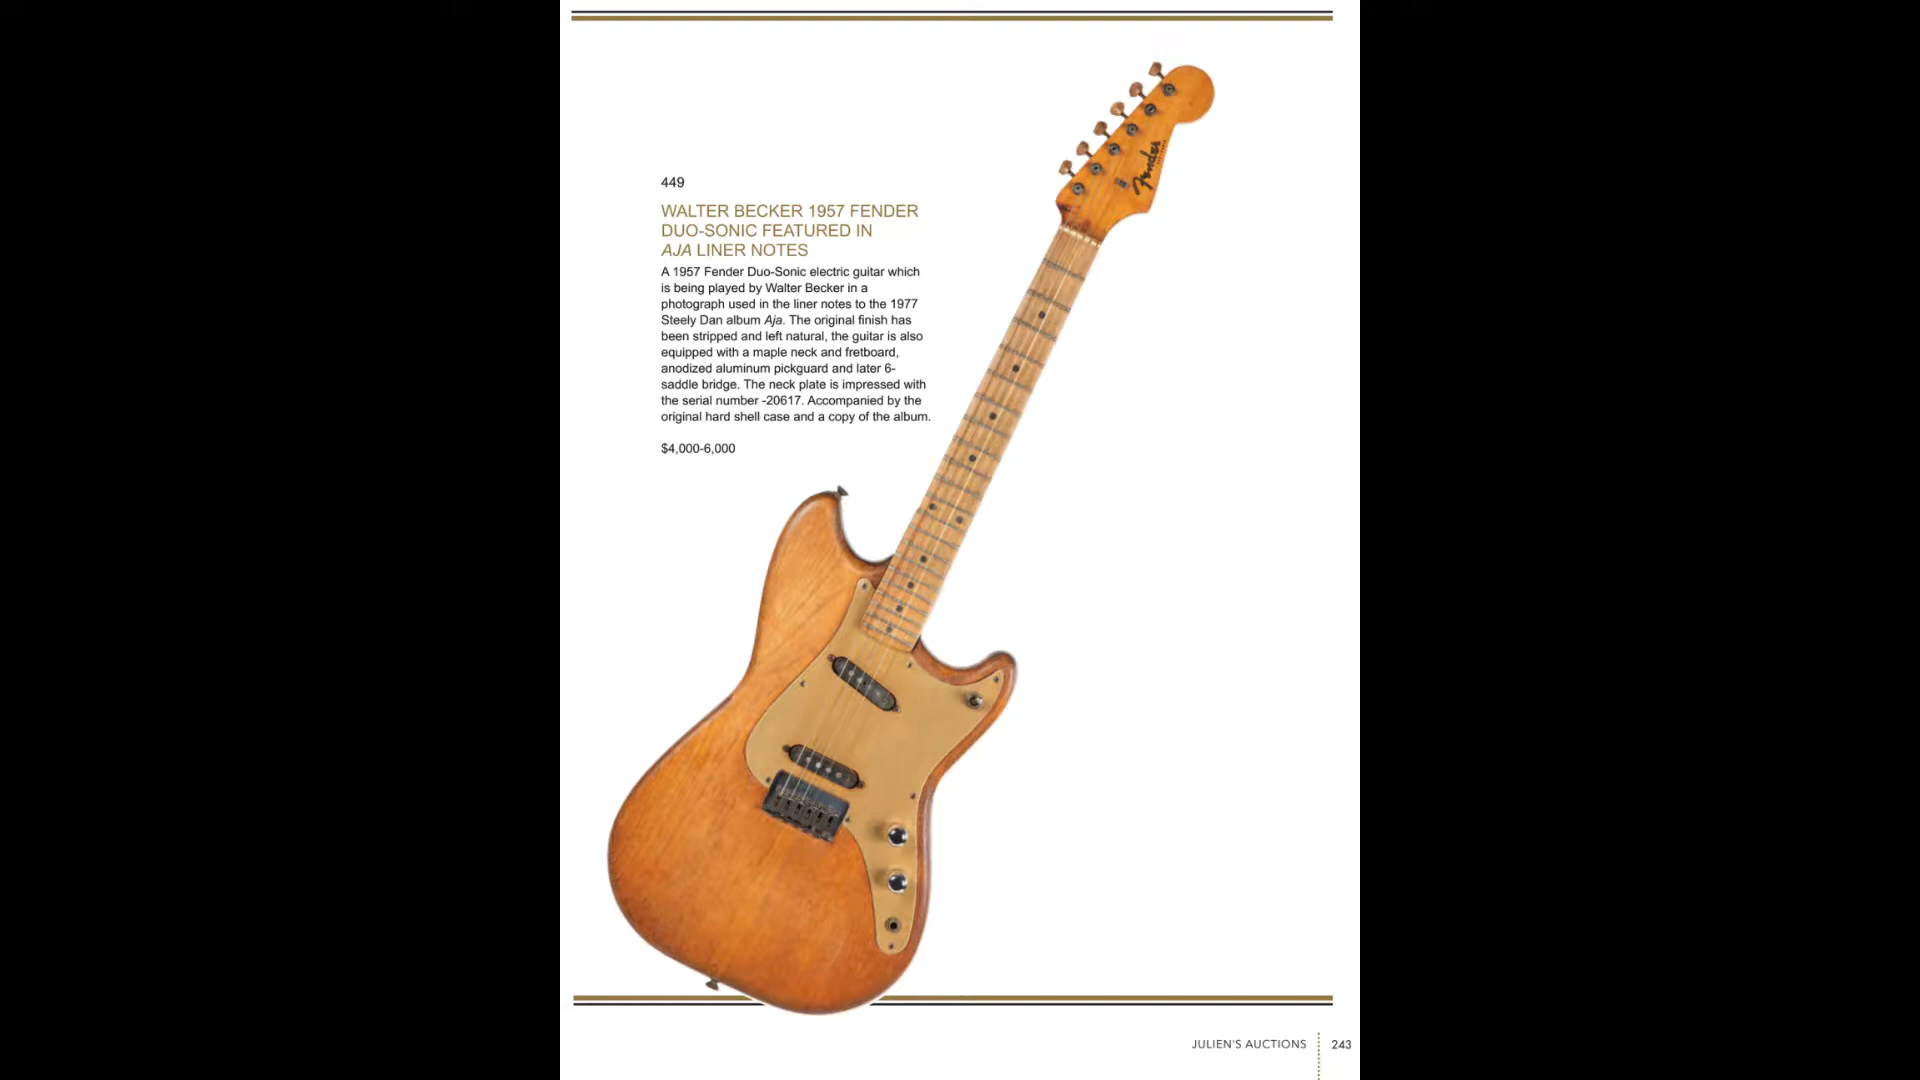 449
WALTER BECKER 1957 FENDER
DUO-SONIC FEATURED IN
AJA LINER NOTES
A 1957 Fender Duo-Sonic electric guitar which
is being played by Walter Becker in a
photograph used in the liner notes to the 1977
Steely Dan album Aja. The original finish has
been stripped and left natural, the guitar is also
equipped with a maple neck and fretboard,
anodized aluminum pickguard and later 6-
saddle bridge. The neck plate is impressed with
the serial number -20617. Accompanied by the
original hard shell case and a copy of the album.
$4,000-6,000
Fender
JULIEN'S AUCTIONS 243